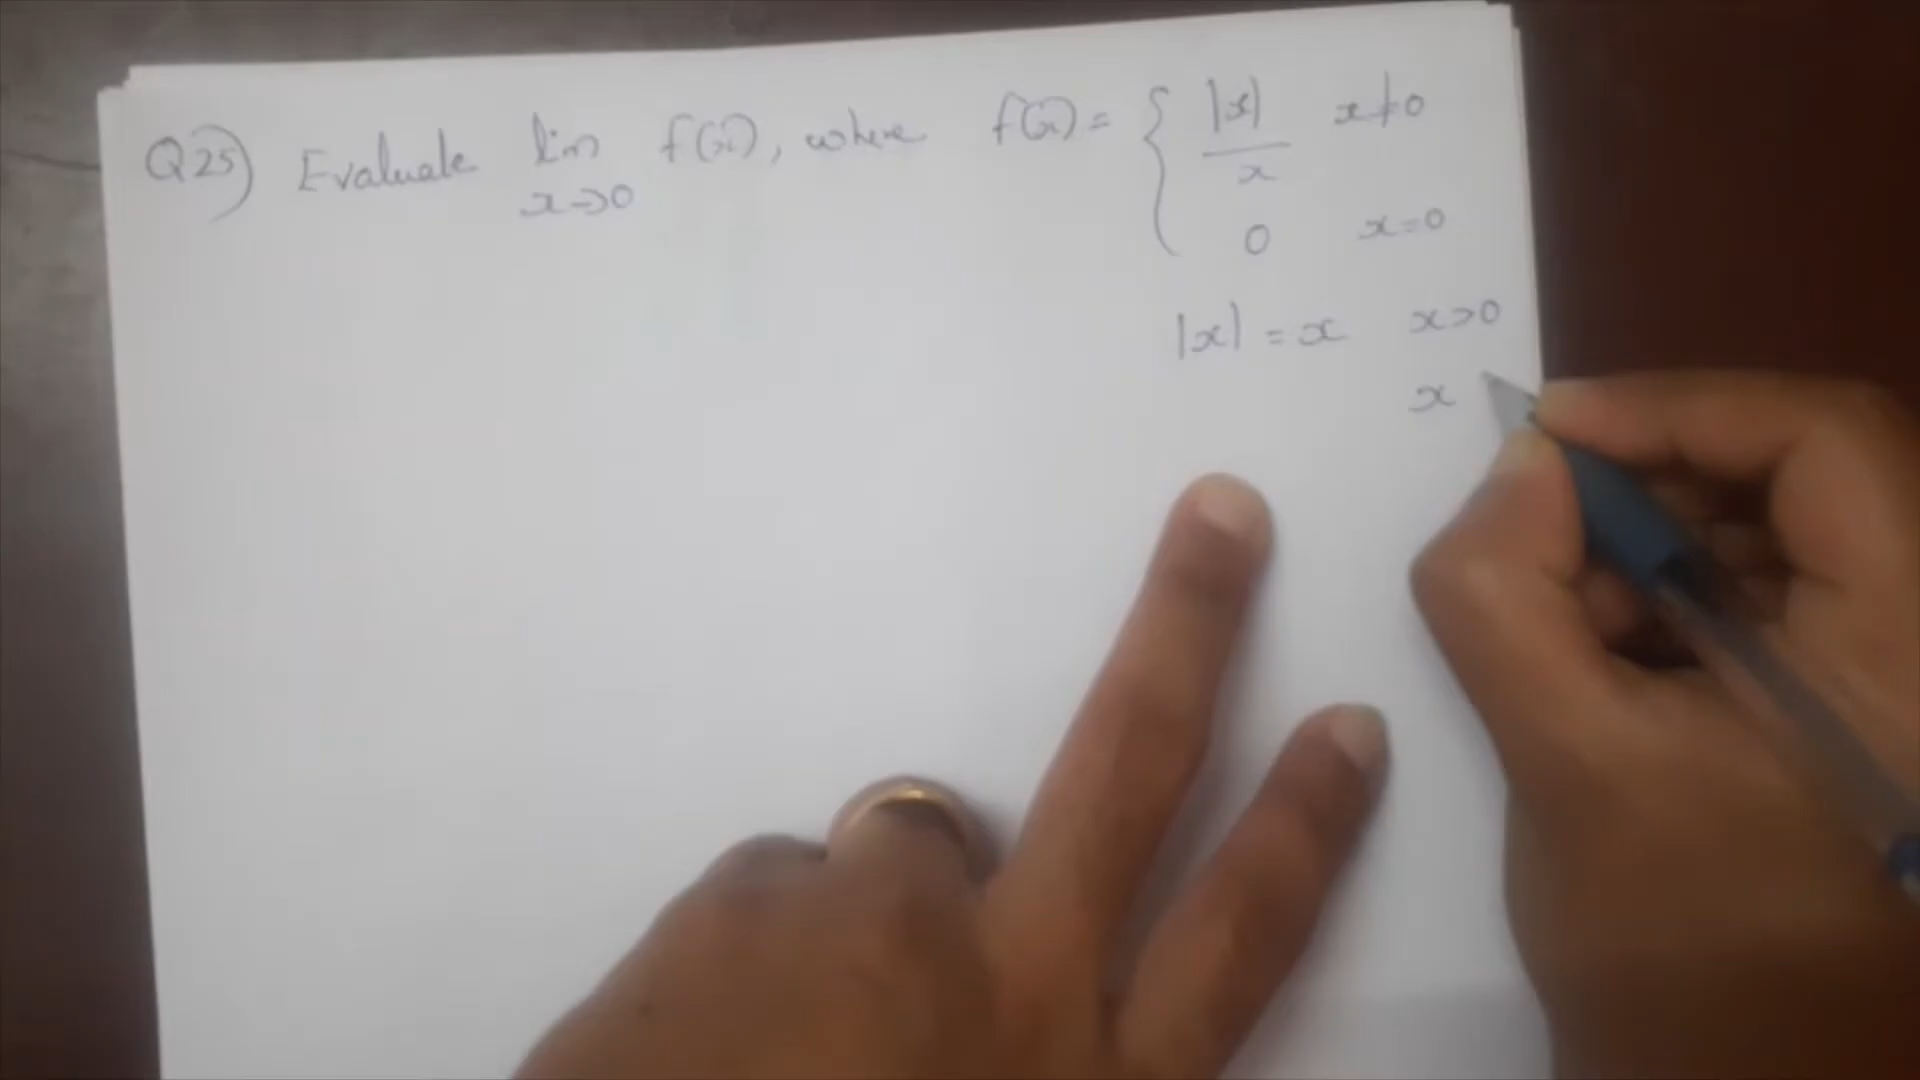 Q25) Evaluate lim x→0 f(x), where f(x) = { |x|/x x≠0
0 x=0
|x| = x x>0
x